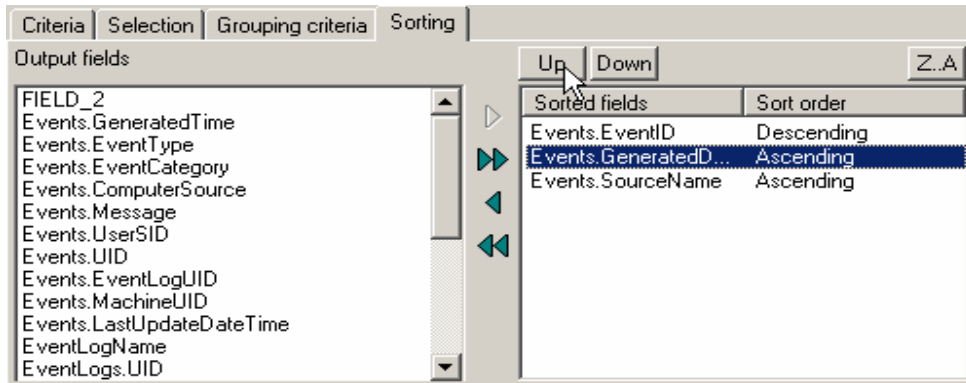 Criteria Selection Grouping criteria Sorting
Output fields
Up Down Z..A
FIELD_2
Events.GeneratedTime
Events.EventType
Events.EventCategory
Events.ComputerSource
Events.Message
Events.UserSID
Events.UID
Events.EventLogUID
Events.MachineUID
Events.LastUpdateDateTime
EventLogName
EventLogs.UID
Sorted fields Sort order
Events.EventID Descending
Events.GeneratedD... Ascending
Events.SourceName Ascending